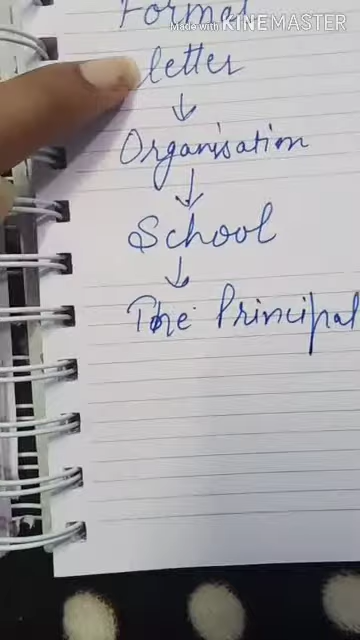 Formal
Made with KINEMASTER
letter
↓
Organisation
↓
School
↓
The Principal